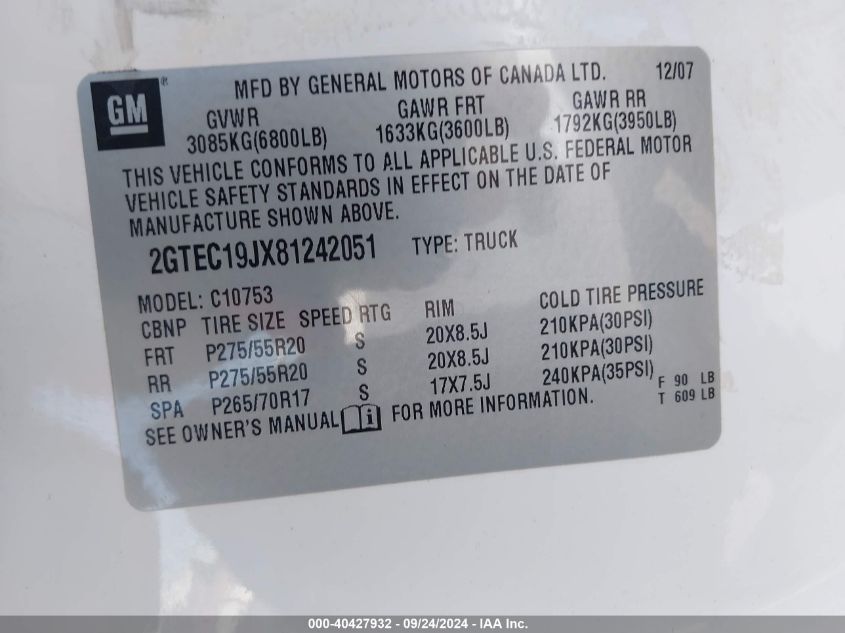 GM ®
MFD BY GENERAL MOTORS OF CANADA LTD. 12/07
GVWR GAWR FRT GAWR RR
3085KG(6800LB) 1633KG(3600LB) 1792KG(3950LB)
THIS VEHICLE CONFORMS TO ALL APPLICABLE U.S. FEDERAL MOTOR
VEHICLE SAFETY STANDARDS IN EFFECT ON THE DATE OF
MANUFACTURE SHOWN ABOVE.
2GTEC19JX81242051 TYPE: TRUCK
MODEL: C10753
CBNP TIRE SIZE SPEED RTG RIM COLD TIRE PRESSURE
FRT P275/55R20 S 20X8.5J 210KPA(30PSI)
RR P275/55R20 S 20X8.5J 210KPA(30PSI)
SPA P265/70R17 S 17X7.5J 240KPA(35PSI)
F 90 LB
T 609 LB
SEE OWNER'S MANUAL FOR MORE INFORMATION.
000-40427932 - 09/24/2024 - IAA Inc.